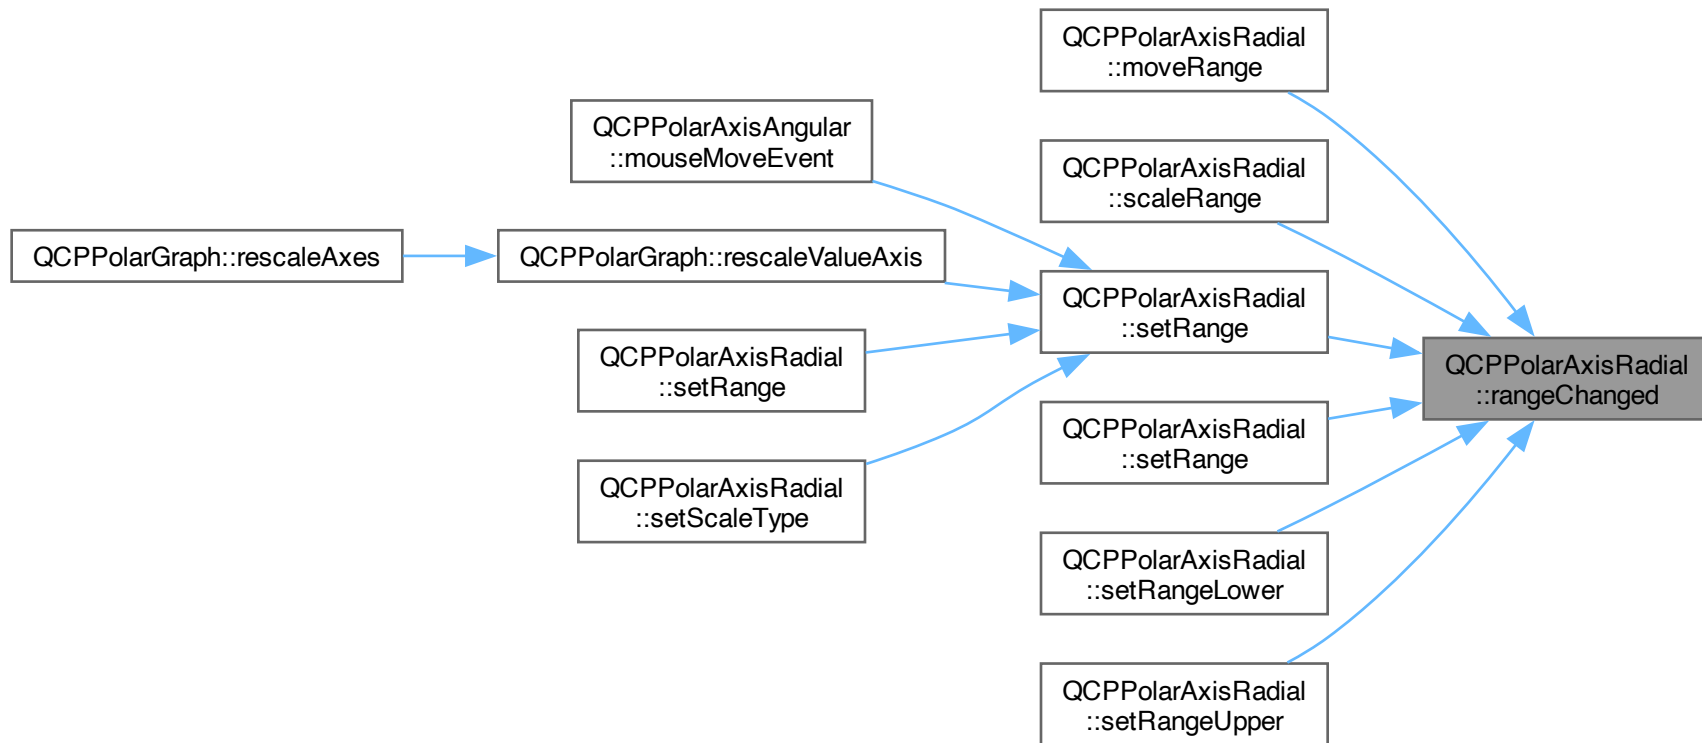 QCPPolarAxisRadial
::moveRange
QCPPolarAxisAngular
::mouseMoveEvent
QCPPolarAxisRadial
::scaleRange
QCPPolarGraph::rescaleAxes
QCPPolarGraph::rescaleValueAxis
QCPPolarAxisRadial
::setRange
QCPPolarAxisRadial
::setRange
QCPPolarAxisRadial
::rangeChanged
QCPPolarAxisRadial
::setRange
QCPPolarAxisRadial
::setScaleType
QCPPolarAxisRadial
::setRangeLower
QCPPolarAxisRadial
::setRangeUpper